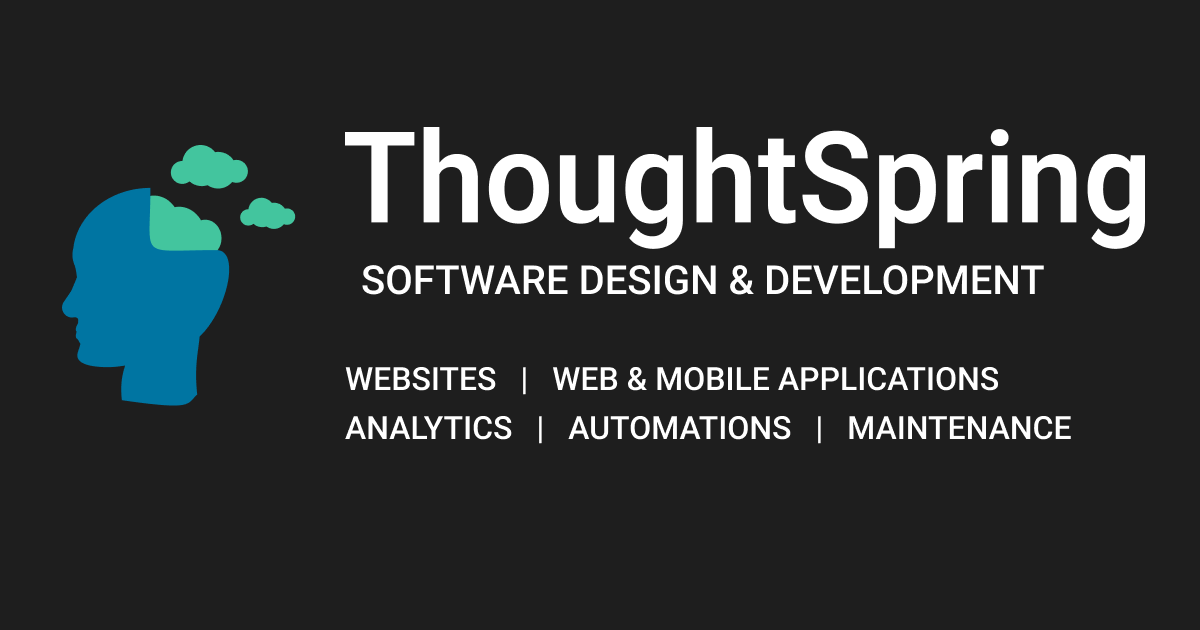 ThoughtSpring
SOFTWARE DESIGN & DEVELOPMENT
WEBSITES | WEB & MOBILE APPLICATIONS
ANALYTICS | AUTOMATIONS | MAINTENANCE